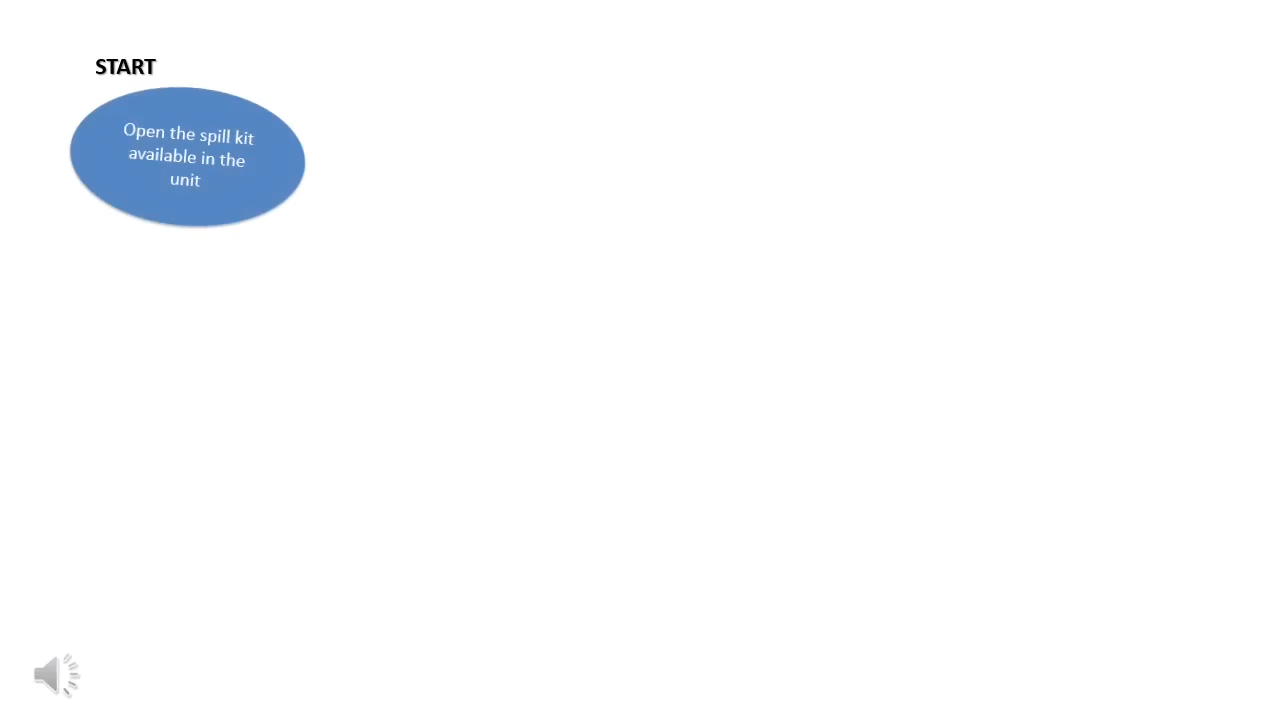 START
Open the spill kit
available in the
unit